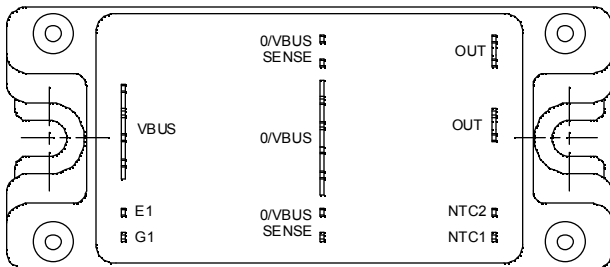 0/VBUS
SENSE
OUT
VBUS
0/VBUS
OUT
E1
0/VBUS
SENSE
NTC2
G1
NTC1